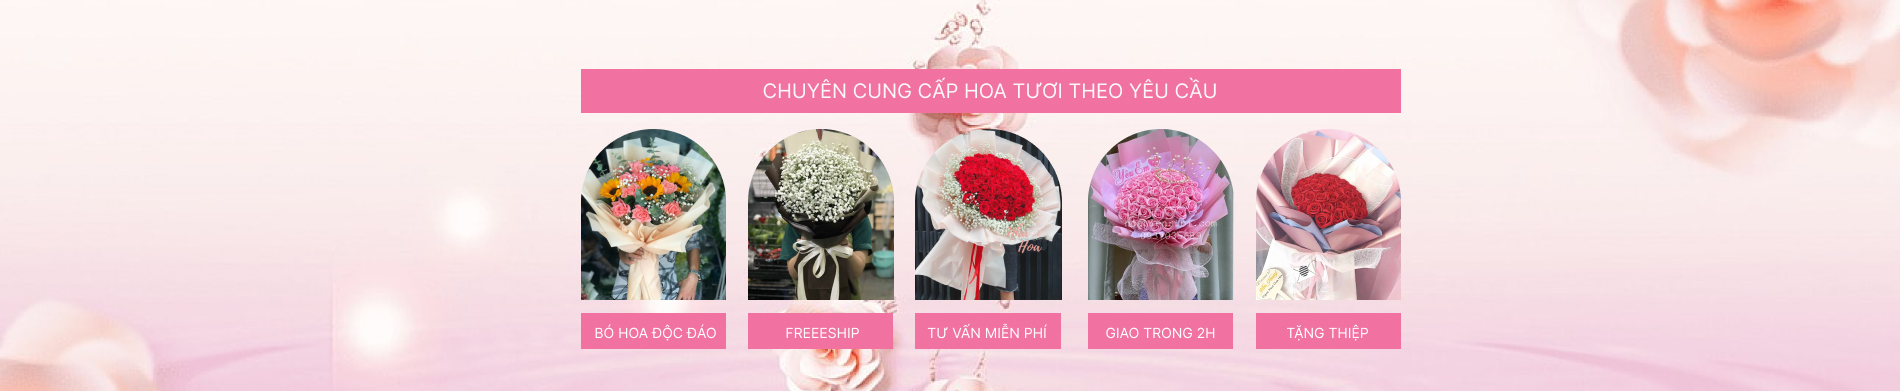 CHUYÊN CUNG CẤP HOA TƯƠI THEO YÊU CẦU
Hoa
BÓ HOA ĐỘC ĐÁO
FREEESHIP
TƯ VẤN MIỄN PHÍ
GIAO TRONG 2H
TẶNG THIỆP